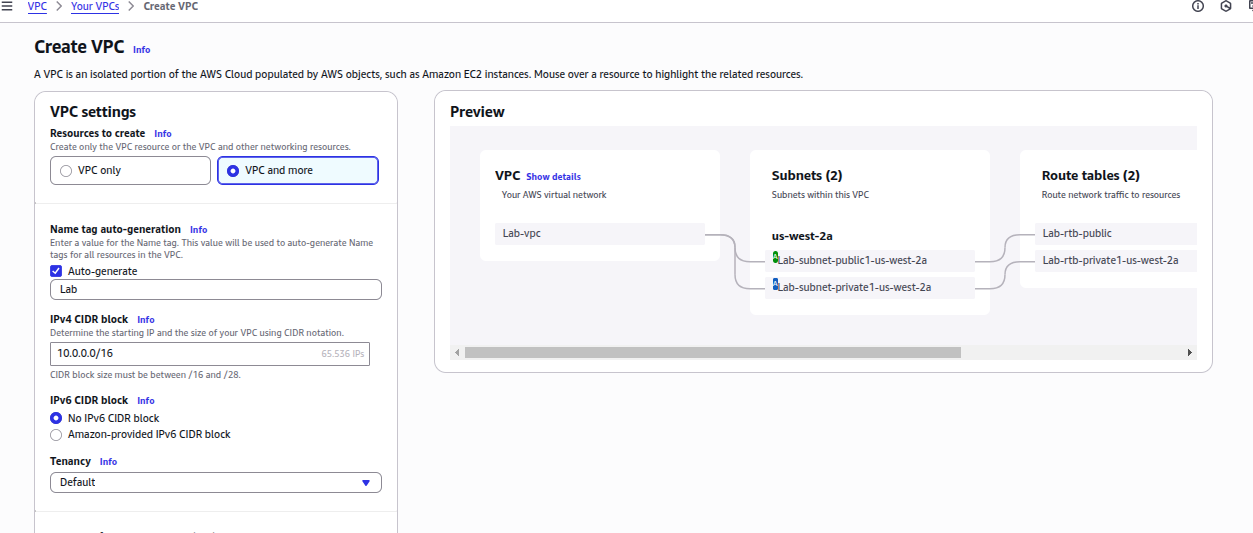 VPC > Your VPCs > Create VPC
Create VPC Info
A VPC is an isolated portion of the AWS Cloud populated by AWS objects, such as Amazon EC2 instances. Mouse over a resource to highlight the related resources.
VPC settings
Resources to create Info
Create only the VPC resource or the VPC and other networking resources.
VPC only
VPC and more
Name tag auto-generation Info
Enter a value for the Name tag. This value will be used to auto-generate Name
tags for all resources in the VPC.
Auto-generate
Lab
IPv4 CIDR block Info
Determine the starting IP and the size of your VPC using CIDR notation.
10.0.0.0/16 65.536 IPs
CIDR block size must be between /16 and /28.
IPv6 CIDR block Info
No IPv6 CIDR block
Amazon-provided IPv6 CIDR block
Tenancy Info
Default
Preview
VPC Show details
Your AWS virtual network
Lab-vpc
Subnets (2)
Subnets within this VPC
us-west-2a
Lab-subnet-public1-us-west-2a
Lab-subnet-private1-us-west-2a
Route tables (2)
Route network traffic to resources
Lab-rtb-public
Lab-rtb-private1-us-west-2a